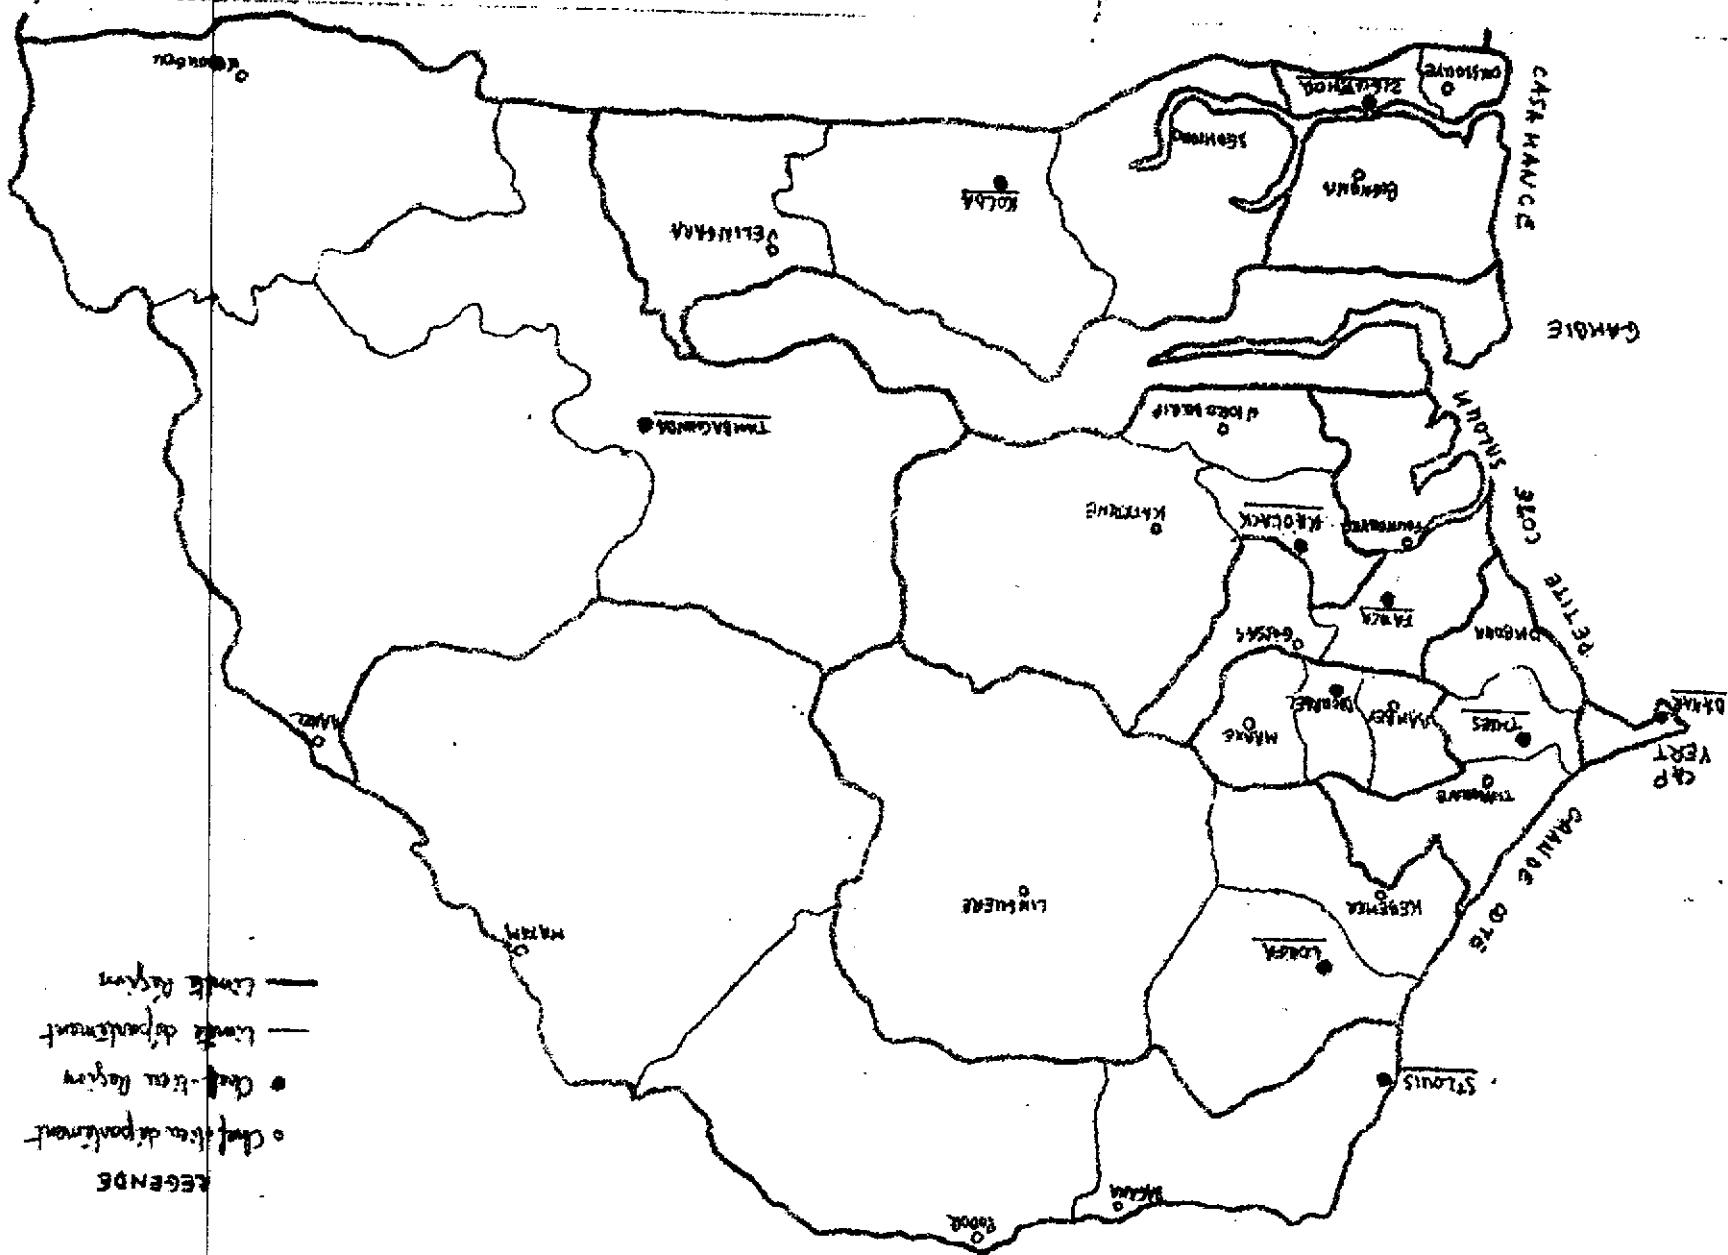 PODOR
DAGANA
LEGENDE
o Chef-lieu département
ST LOUIS
● Chef-lieu Région
— Limite département
— Limite Région
LOUGA
MATAM
KEBEMER
LINGUERE
GRANDE COTE
TIVAOUANE
CAP
VERT
DAKAR
THIES
BAMBEY
DIOURBEL
MBAKE
BAKEL
GOSSAS
FATICK
PETITE COTE
FOUNDIOUGNE
KAOLACK
KAFFRINE
SALOUM
NIORO DU RIP
TAMBACOUNDA
GAMBIE
VELINGARA
KOLDA
BIGNONA
SEDHIOU
CASAMANCE
ZIGUINCHOR
OUSSOUYE
KEDOUGOU